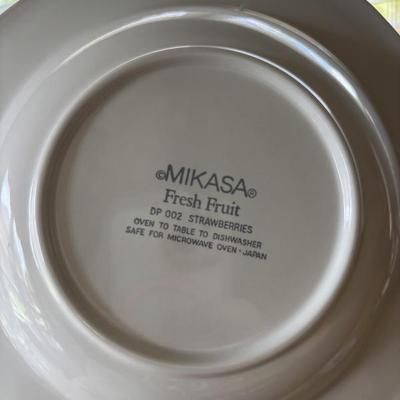 ©MIKASA©
Fresh Fruit
DP 002 STRAWBERRIES
OVEN TO TABLE TO DISHWASHER
SAFE FOR MICROWAVE OVEN·JAPAN